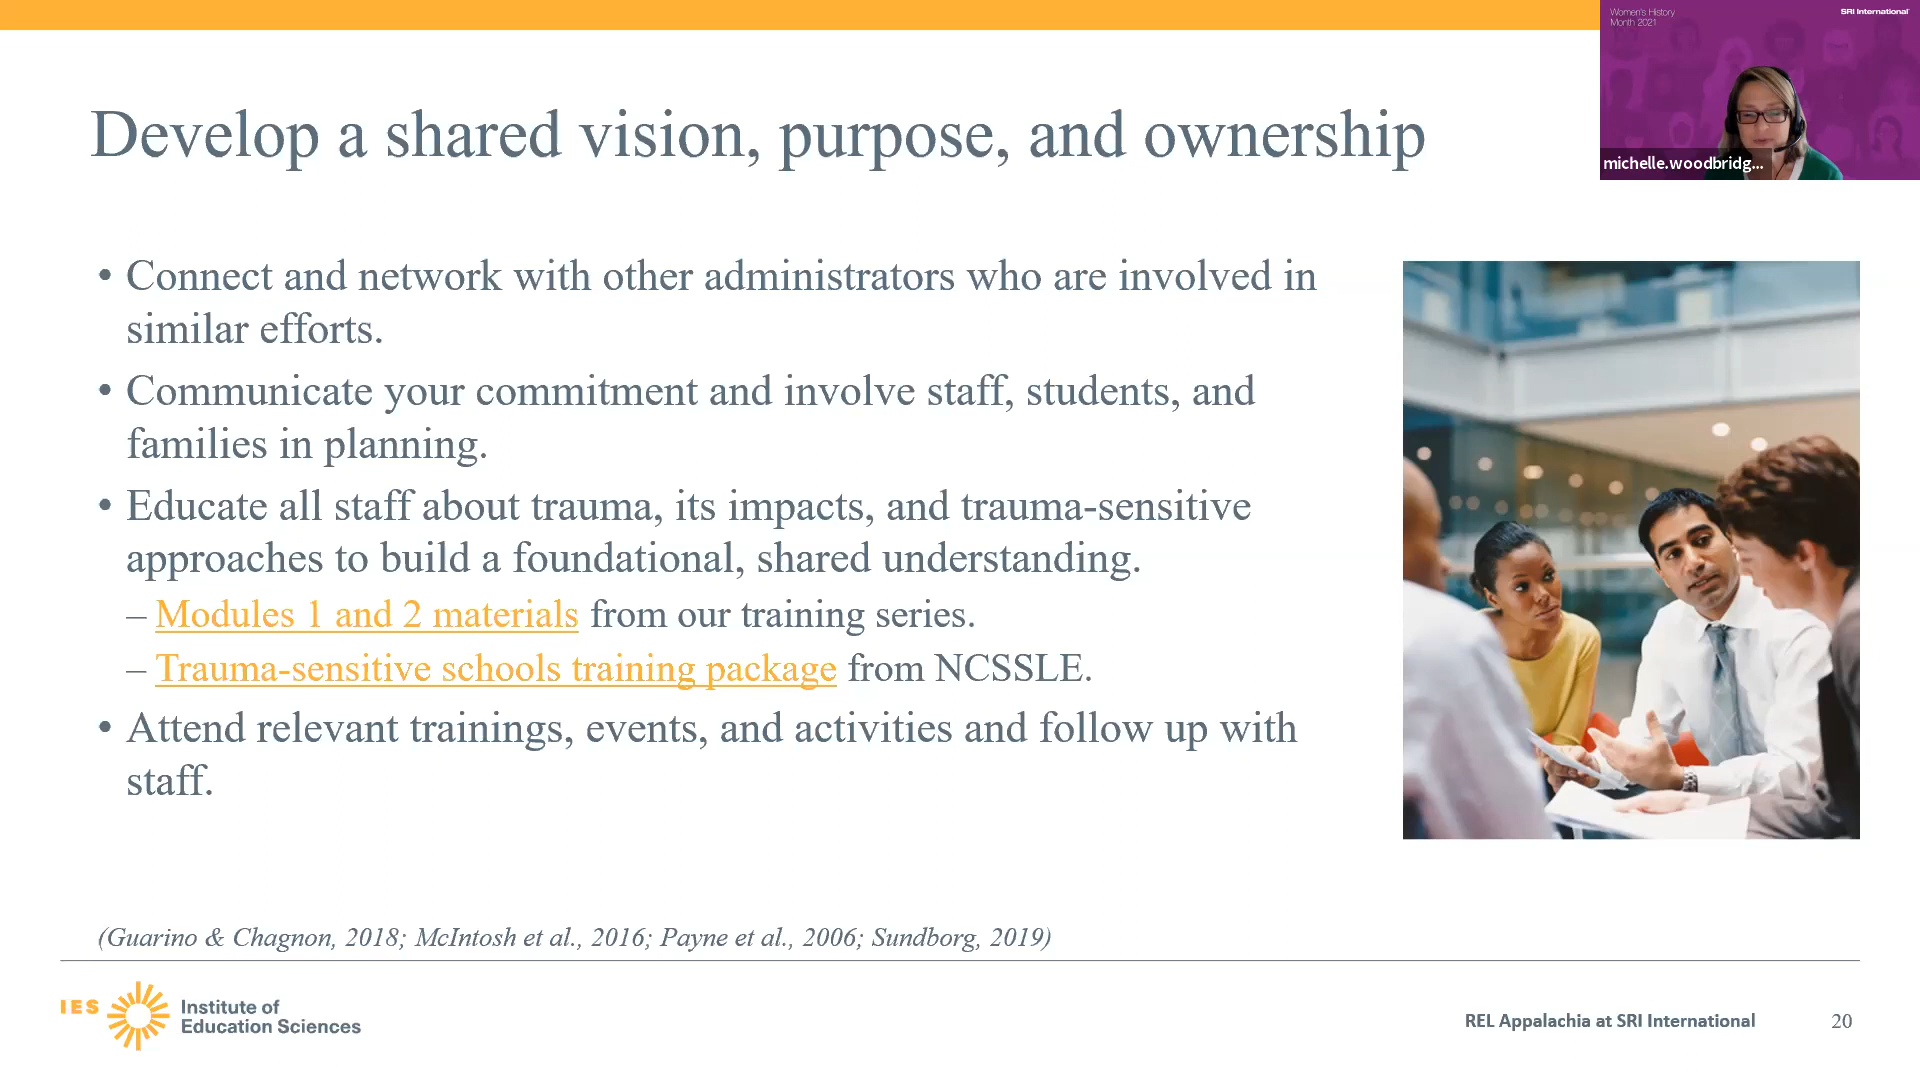 Women's History
Month 2021
SRI International
michelle.woodbridg...
Develop a shared vision, purpose, and ownership
• Connect and network with other administrators who are involved in
similar efforts.
• Communicate your commitment and involve staff, students, and
families in planning.
• Educate all staff about trauma, its impacts, and trauma-sensitive
approaches to build a foundational, shared understanding.
– Modules 1 and 2 materials from our training series.
– Trauma-sensitive schools training package from NCSSLE.
• Attend relevant trainings, events, and activities and follow up with
staff.
(Guarino & Chagnon, 2018; McIntosh et al., 2016; Payne et al., 2006; Sundborg, 2019)
IES
Institute of
Education Sciences
REL Appalachia at SRI International
20